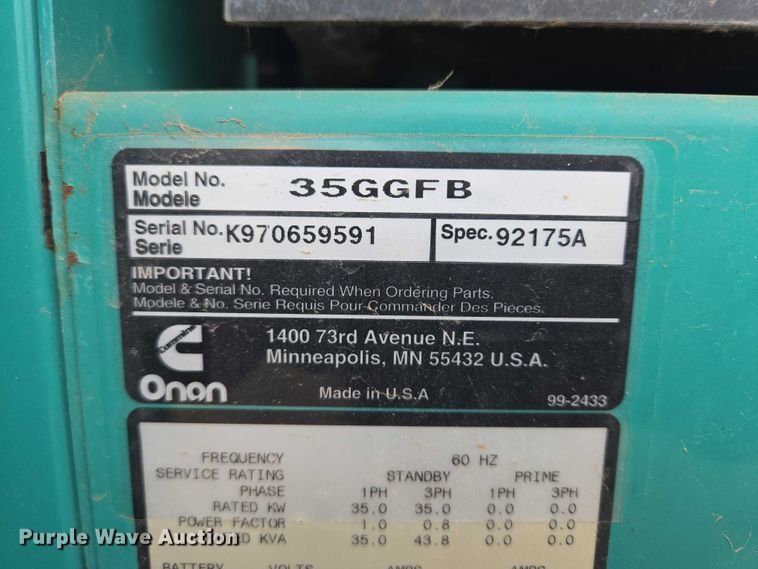 Model No. 35GGFB
Modele
Serial No. K970659591 Spec. 92175A
Serie
IMPORTANT!
Model & Serial No. Required When Ordering Parts.
Modele & No. Serie Requis Pour Commander Des Pieces.
1400 73rd Avenue N.E.
Minneapolis, MN 55432 U.S.A.
Cummins
Onan
Made in U.S.A
99-2433
FREQUENCY 60 HZ
SERVICE RATING STANDBY PRIME
PHASE 1PH 3PH 1PH 3PH
RATED KW 35.0 35.0 0.0 0.0
POWER FACTOR 1.0 0.8 0.0 0.0
KVA 35.0 43.8 0.0 0.0
BATTERY VOLTS AMPS AMPS
Purple Wave Auction